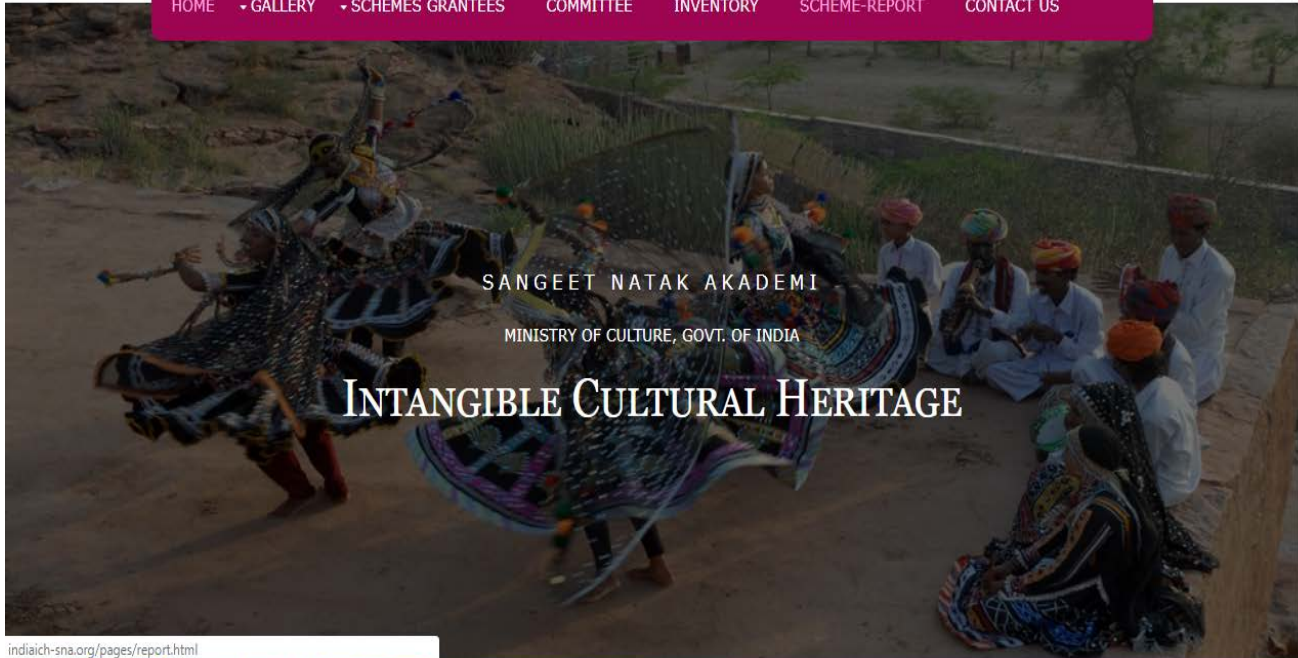 HOME GALLERY SCHEMES GRANTEES COMMITTEE INVENTORY SCHEME-REPORT CONTACT US
SANGEET NATAK AKADEMI
MINISTRY OF CULTURE, GOVT. OF INDIA
INTANGIBLE CULTURAL HERITAGE
indiaich-sna.org/pages/report.html